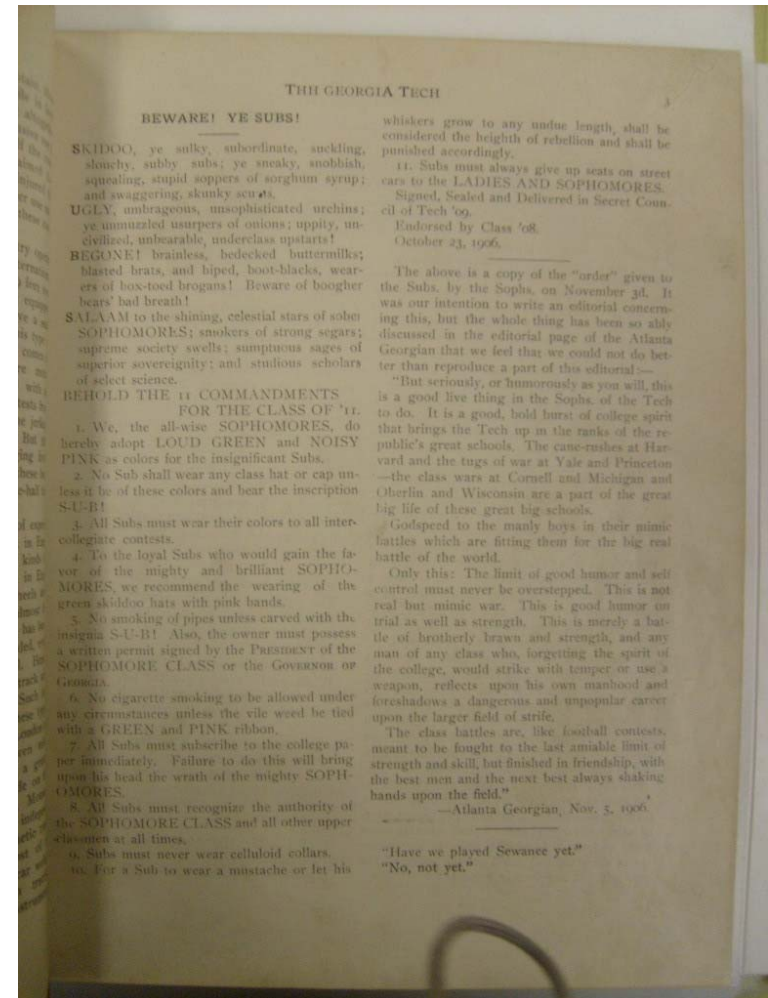 THH GEORGIA TECH
3
BEWARE! YE SUBS!
SKIDOO, ye sulky, subordinate, suckling,
slouchy, subby subs; ye sneaky, snobbish,
squealing, stupid soppers of sorghum syrup;
and swaggering, skunky
UGLY, umbrageous, unsophisticated urchins;
ye unmuzzled usurpers of onions; uppity, un-
civilized, unbearable, underclass upstarts!
BEGONE! brainless, bedecked buttermilks;
blasted brats, and biped, boot-blacks, wear-
ers of box-toed brogans! Beware of boogher
bears' bad breath!
SALAAM to the shining, celestial stars of sober
SOPHOMORES; smokers of strong segars;
supreme society swells; sumptuous sages of
superior sovereignity; and studious scholars
of select science.
BEHOLD THE 11 COMMANDMENTS
FOR THE CLASS OF '11.
1. We, the all-wise SOPHOMORES, do
hereby adopt LOUD GREEN and NOISY
PINK as colors for the insignificant Subs.
2. No Sub shall wear any class hat or cap un-
less it be of these colors and bear the inscription
S-U-B!
3. All Subs must wear their colors to all inter-
collegiate contests.
4. To the loyal Subs who would gain the fa-
vor of the mighty and brilliant SOPHO-
MORES, we recommend the wearing of the
green skiddoo hats with pink bands.
5. No smoking of pipes unless carved with the
insignia S-U-B! Also, the owner must possess
a written permit signed by the PRESIDENT of the
SOPHOMORE CLASS or the GOVERNOR OF
GEORGIA.
6. No cigarette smoking to be allowed under
any circumstances unless the vile weed be tied
with a GREEN and PINK ribbon.
7. All Subs must subscribe to the college pa-
per immediately. Failure to do this will bring
upon his head the wrath of the mighty SOPH-
OMORES.
8. All Subs must recognize the authority of
the SOPHOMORE CLASS and all other upper
classmen at all times.
9. Subs must never wear celluloid collars.
10. For a Sub to wear a mustache or let his
whiskers grow to any undue length, shall be
considered the heighth of rebellion and shall be
punished accordingly.
11. Subs must always give up seats on street
cars to the LADIES AND SOPHOMORES.
Signed, Sealed and Delivered in Secret Coun-
cil of Tech '09.
Endorsed by Class '08.
October 23, 1906.
The above is a copy of the "order" given to
the Subs. by the Sophs, on November 3d. It
was our intention to write an editorial concern-
ing this, but the whole thing has been so ably
discussed in the editorial page of the Atlanta
Georgian that we feel that we could not do bet-
ter than reproduce a part of this editorial:—
"But seriously, or humorously as you will, this
is a good live thing in the Sophs. of the Tech
to do. It is a good, bold burst of college spirit
that brings the Tech up in the ranks of the re-
public's great schools. The cane-rushes at Har-
vard and the tugs of war at Yale and Princeton
—the class wars at Cornell and Michigan and
Oberlin and Wisconsin are a part of the great
big life of these great big schools.
Godspeed to the manly boys in their mimic
battles which are fitting them for the big real
battle of the world.
Only this: The limit of good humor and self
control must never be overstepped. This is not
real but mimic war. This is good humor on
trial as well as strength. This is merely a bat-
tle of brotherly brawn and strength, and any
man of any class who, forgetting the spirit of
the college, would strike with temper or use a
weapon, reflects upon his own manhood and
foreshadows a dangerous and unpopular career
upon the larger field of strife.
The class battles are, like football contests,
meant to be fought to the last amiable limit of
strength and skill, but finished in friendship, with
the best men and the next best always shaking
hands upon the field."
—Atlanta Georgian, Nov. 5, 1906.
"Have we played Sewanee yet."
"No, not yet."